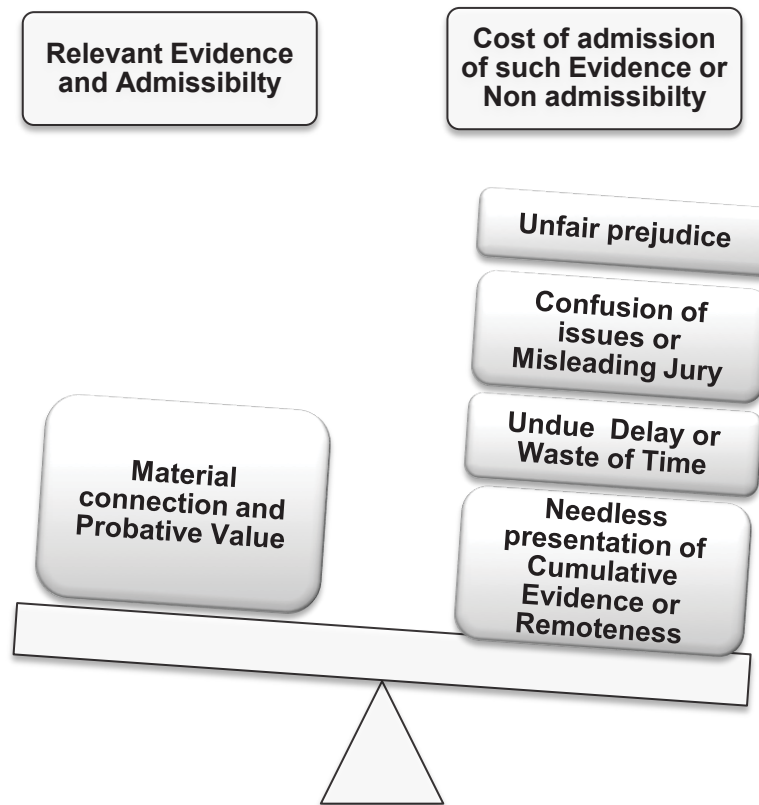 Relevant Evidence
and Admissibilty
Cost of admission
of such Evidence or
Non admissibilty
Unfair prejudice
Confusion of
issues or
Misleading Jury
Undue Delay or
Waste of Time
Material
connection and
Probative Value
Needless
presentation of
Cumulative
Evidence or
Remoteness